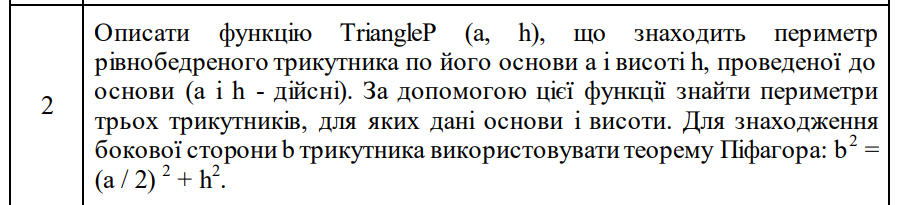 2
Описати функцію TriangleP (a, h), що знаходить периметр
рівнобедреного трикутника по його основи a і висоті h, проведеної до
основи (a і h - дійсні). За допомогою цієї функції знайти периметри
трьох трикутників, для яких дані основи і висоти. Для знаходження
бокової сторони b трикутника використовувати теорему Піфагора: b² =
(a / 2) ² + h².